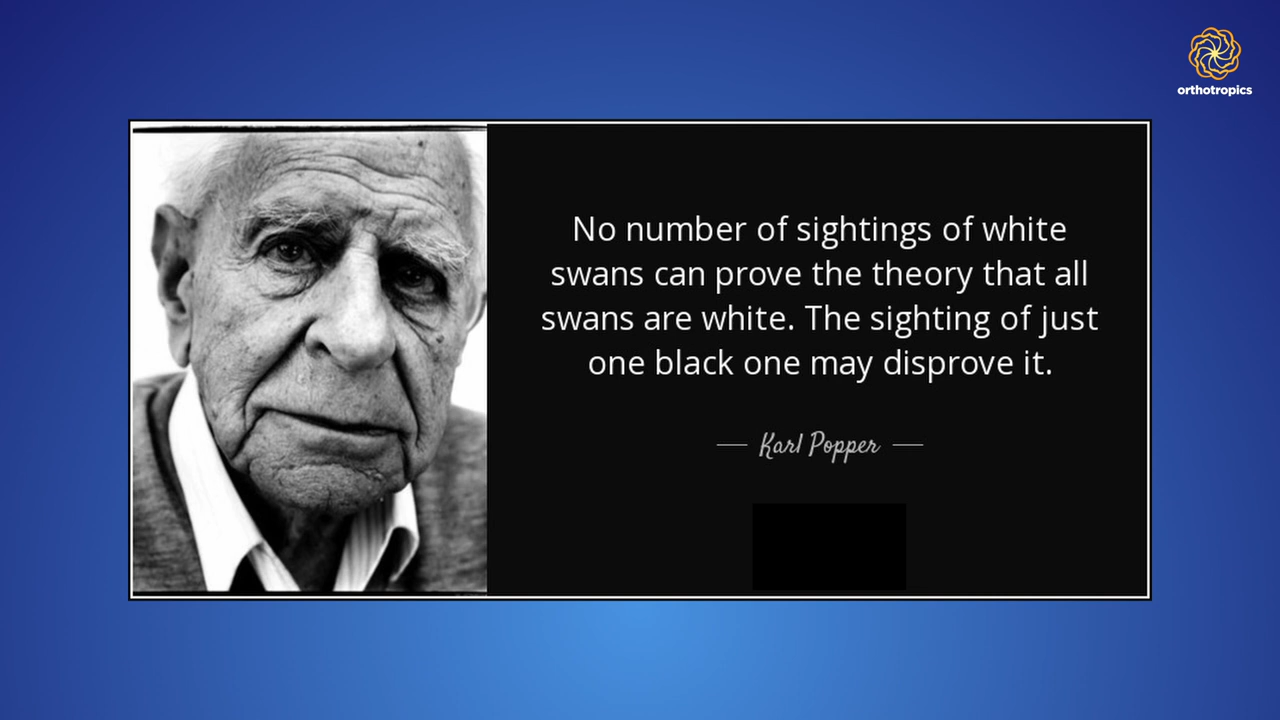 orthotropics
No number of sightings of white
swans can prove the theory that all
swans are white. The sighting of just
one black one may disprove it.
Karl Popper